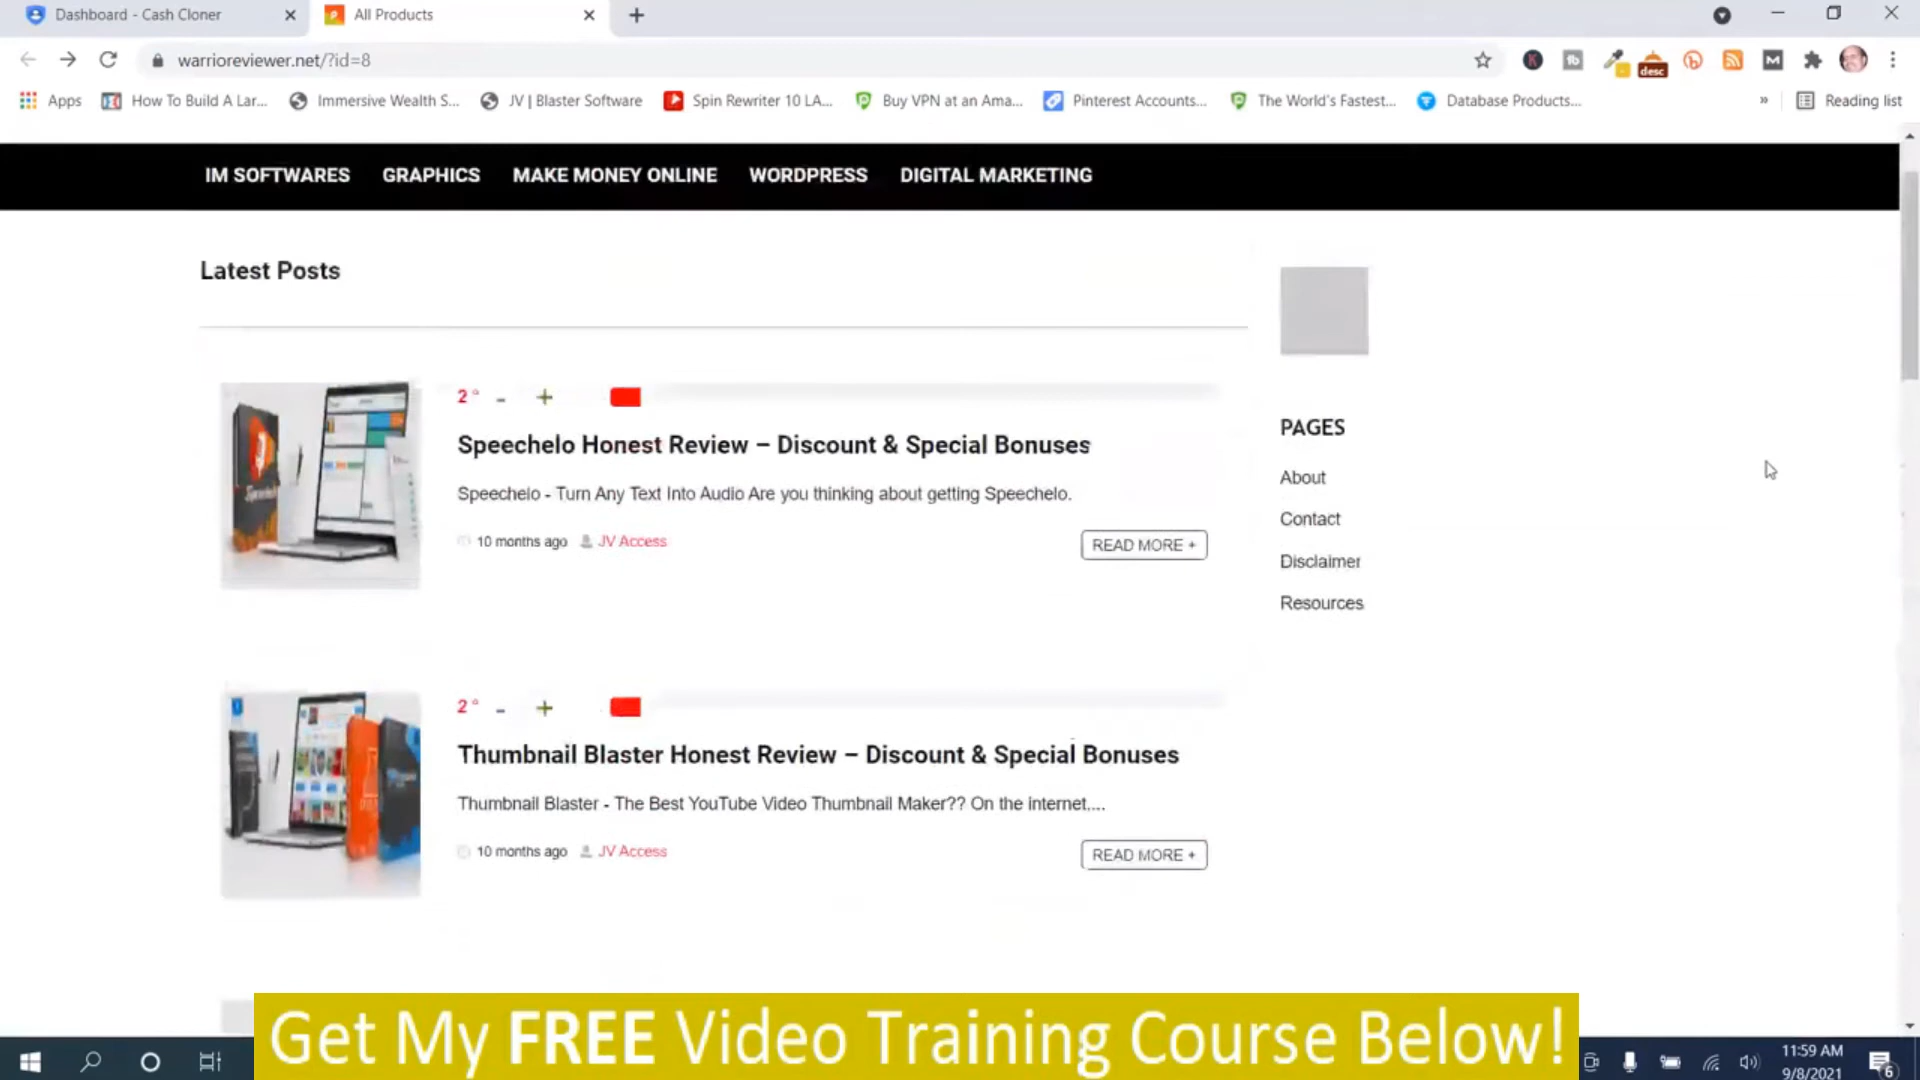 Dashboard - Cash Cloner
All Products
warrioreviewer.net/?id=8
desc
Apps
How To Build A Lar...
Immersive Wealth S...
JV | Blaster Software
Spin Rewriter 10 LA...
Buy VPN at an Ama...
Pinterest Accounts...
The World's Fastest...
Database Products...
»
Reading list
IM SOFTWARES GRAPHICS MAKE MONEY ONLINE WORDPRESS DIGITAL MARKETING
Latest Posts
2° - +
Speechelo Honest Review – Discount & Special Bonuses
Speechelo - Turn Any Text Into Audio Are you thinking about getting Speechelo.
10 months ago JV Access
READ MORE +
2° - +
Thumbnail Blaster Honest Review – Discount & Special Bonuses
Thumbnail Blaster - The Best YouTube Video Thumbnail Maker?? On the internet....
10 months ago JV Access
READ MORE +
PAGES
About
Contact
Disclaimer
Resources
Get My FREE Video Training Course Below!
11:59 AM
9/8/2021
6